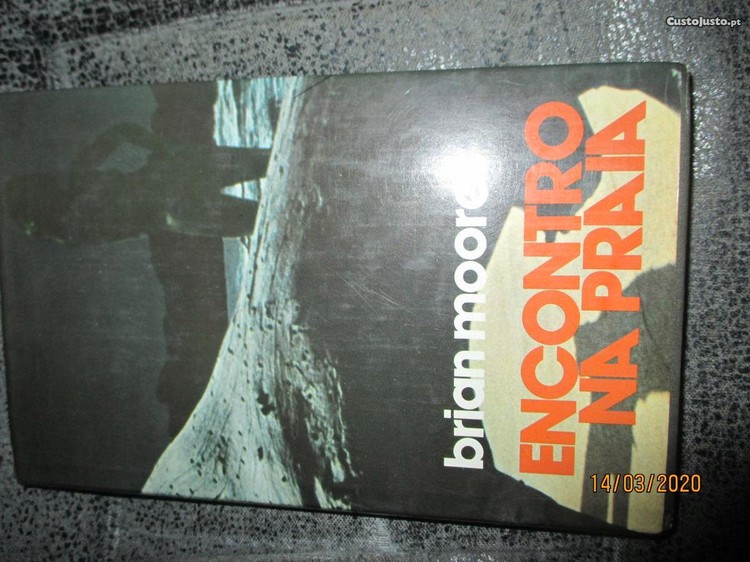 CustoJusto.pt
brian moore
ENCONTRO
NA PRAIA
14/03/2020